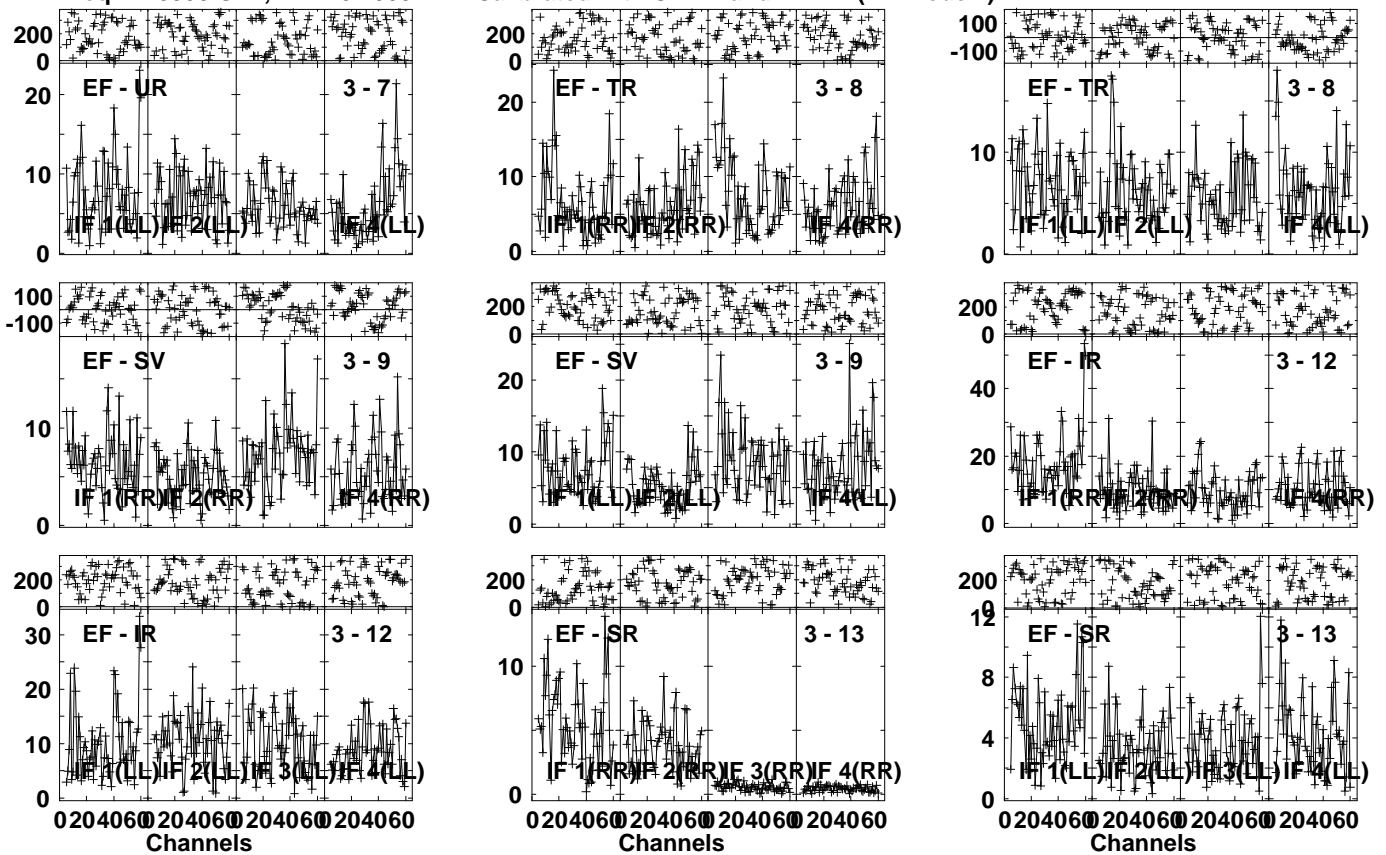 200
0
200
0
100
-100
EF - UR 3 - 7
20
10
0
IF 1(LL) IF 2(LL) IF 4(LL)
EF - TR 3 - 8
20
10
0
IF 1(RR) IF 2(RR) IF 4(RR)
EF - TR 3 - 8
10
0
IF 1(LL) IF 2(LL) IF 4(LL)
100
-100
200
0
200
0
EF - SV 3 - 9
10
0
IF 1(RR) IF 2(RR) IF 4(RR)
EF - SV 3 - 9
20
10
0
IF 1(LL) IF 2(LL) IF 4(LL)
EF - IR 3 - 12
40
20
0
IF 1(RR) IF 2(RR) IF 4(RR)
200
0
200
0
200
0
EF - IR 3 - 12
30
20
10
0
IF 1(LL) IF 2(LL) IF 3(LL) IF 4(LL)
EF - SR 3 - 13
10
0
IF 1(RR) IF 2(RR) IF 3(RR) IF 4(RR)
EF - SR 3 - 13
12
8
4
0
IF 1(LL) IF 2(LL) IF 3(LL) IF 4(LL)
0 20 40 60 0 20 40 60 0 20 40 60 0 20 40 60
Channels
0 20 40 60 0 20 40 60 0 20 40 60 0 20 40 60
Channels
0 20 40 60 0 20 40 60 0 20 40 60 0 20 40 60
Channels